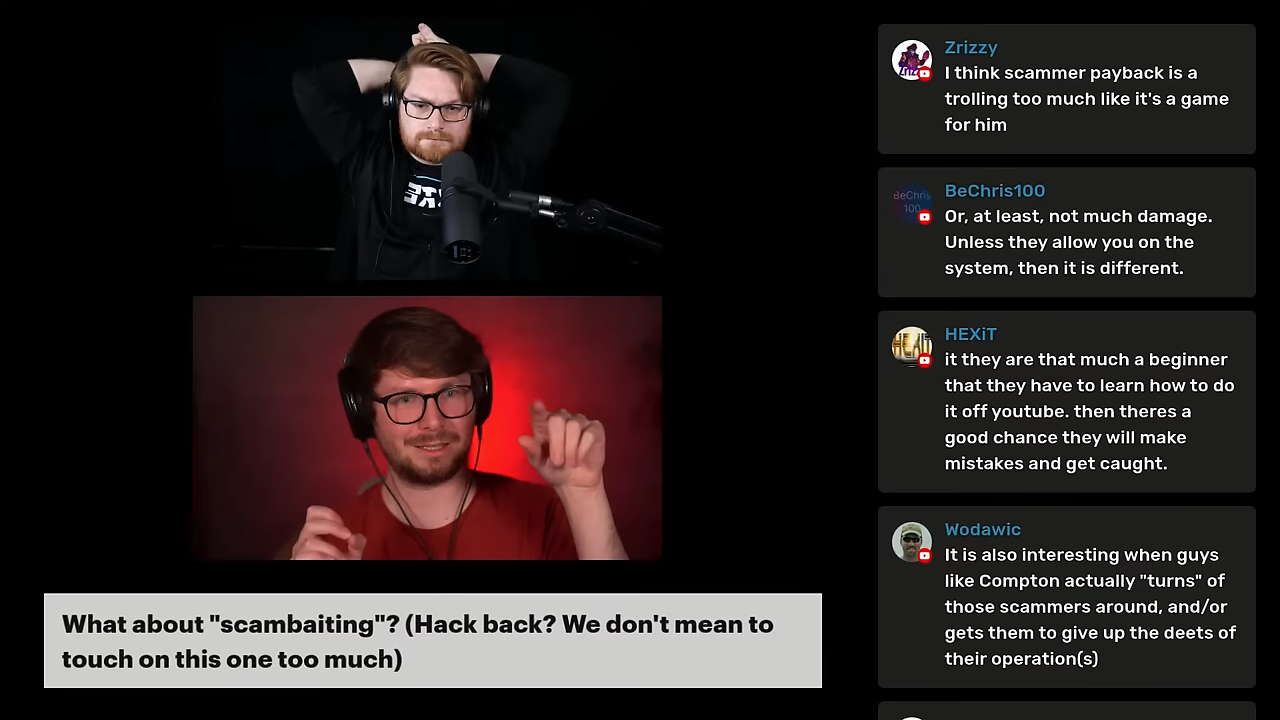 What about "scambaiting"? (Hack back? We don't mean to
touch on this one too much)
Zrizzy
I think scammer payback is a
trolling too much like it's a game
for him
BeChris
100
BeChris100
Or, at least, not much damage.
Unless they allow you on the
system, then it is different.
HEXiT
it they are that much a beginner
that they have to learn how to do
it off youtube. then theres a
good chance they will make
mistakes and get caught.
Wodawic
It is also interesting when guys
like Compton actually "turns" of
those scammers around, and/or
gets them to give up the deets of
their operation(s)